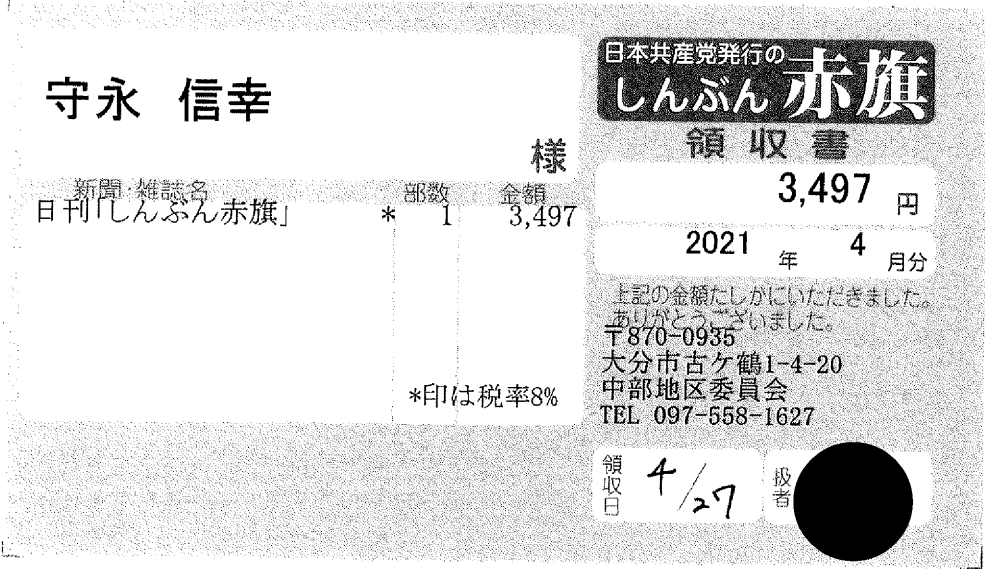 守永 信幸
様
新聞・雑誌名 部数 金額
日刊「しんぶん赤旗」 * 1 3,497
*印は税率8%
日本共産党発行の
しんぶん 赤旗
領収書
3,497 円
2021 年 4 月分
上記の金額たしかにいただきました。
ありがとうございました。
〒870-0935
大分市古ケ鶴1-4-20
中部地区委員会
TEL 097-558-1627
領収日 4/27
扱者